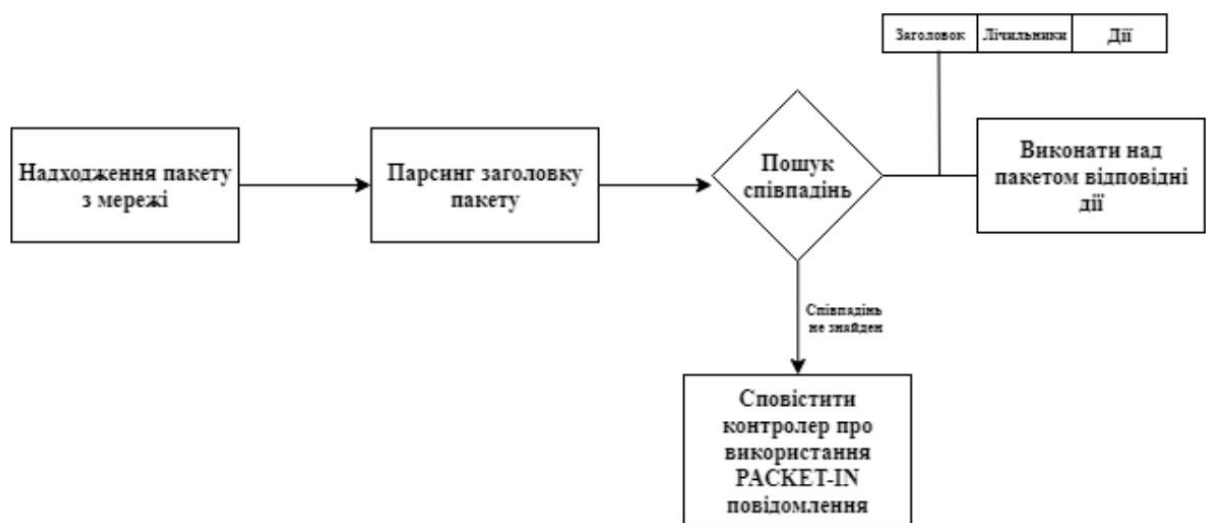 Заголовок
Лічильники
Дії
Надходження пакету
з мережі
Парсинг заголовку
пакету
Пошук
співпадінь
Виконати над
пакетом відповідні
дії
Співпадінь
не знайден
Сповістити
контролер про
використання
PACKET-IN
повідомлення